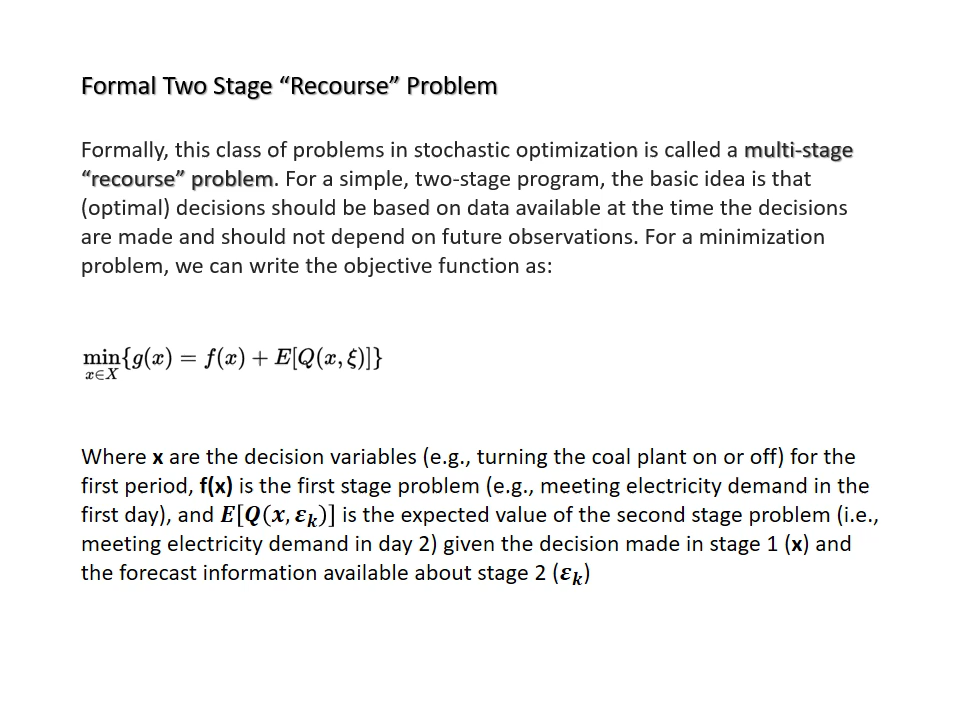 Formal Two Stage “Recourse” Problem
Formally, this class of problems in stochastic optimization is called a multi-stage
“recourse” problem. For a simple, two-stage program, the basic idea is that
(optimal) decisions should be based on data available at the time the decisions
are made and should not depend on future observations. For a minimization
problem, we can write the objective function as:
min{g(x) = f(x) + E[Q(x, ξ)]}
x∈X
Where x are the decision variables (e.g., turning the coal plant on or off) for the
first period, f(x) is the first stage problem (e.g., meeting electricity demand in the
first day), and E[Q(x, εₖ)] is the expected value of the second stage problem (i.e.,
meeting electricity demand in day 2) given the decision made in stage 1 (x) and
the forecast information available about stage 2 (εₖ)